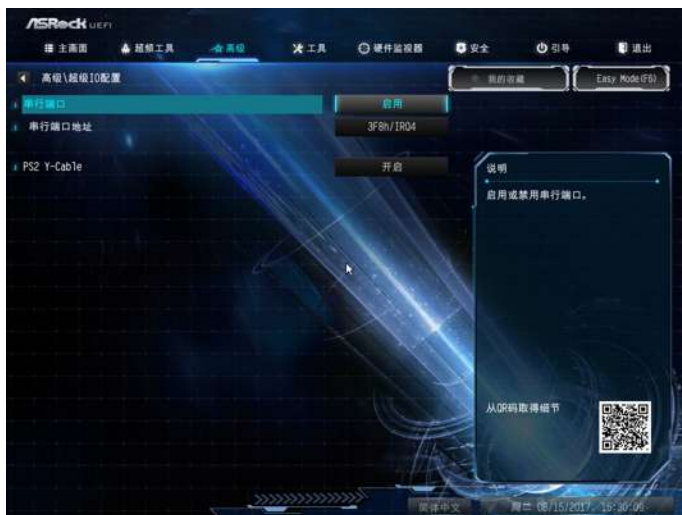 ASRock UEFI
主画面 超频工具 高级 工具 硬件监视器 安全 引导 退出
高级\超级IO配置 我的收藏 Easy Mode(F6)
串行端口 启用
串行端口地址 3F8h/IRQ4
PS2 Y-Cable 开启
说明
启用或禁用串行端口。
从QR码取得细节
简体中文 周二 08/15/2017, 15:30:09